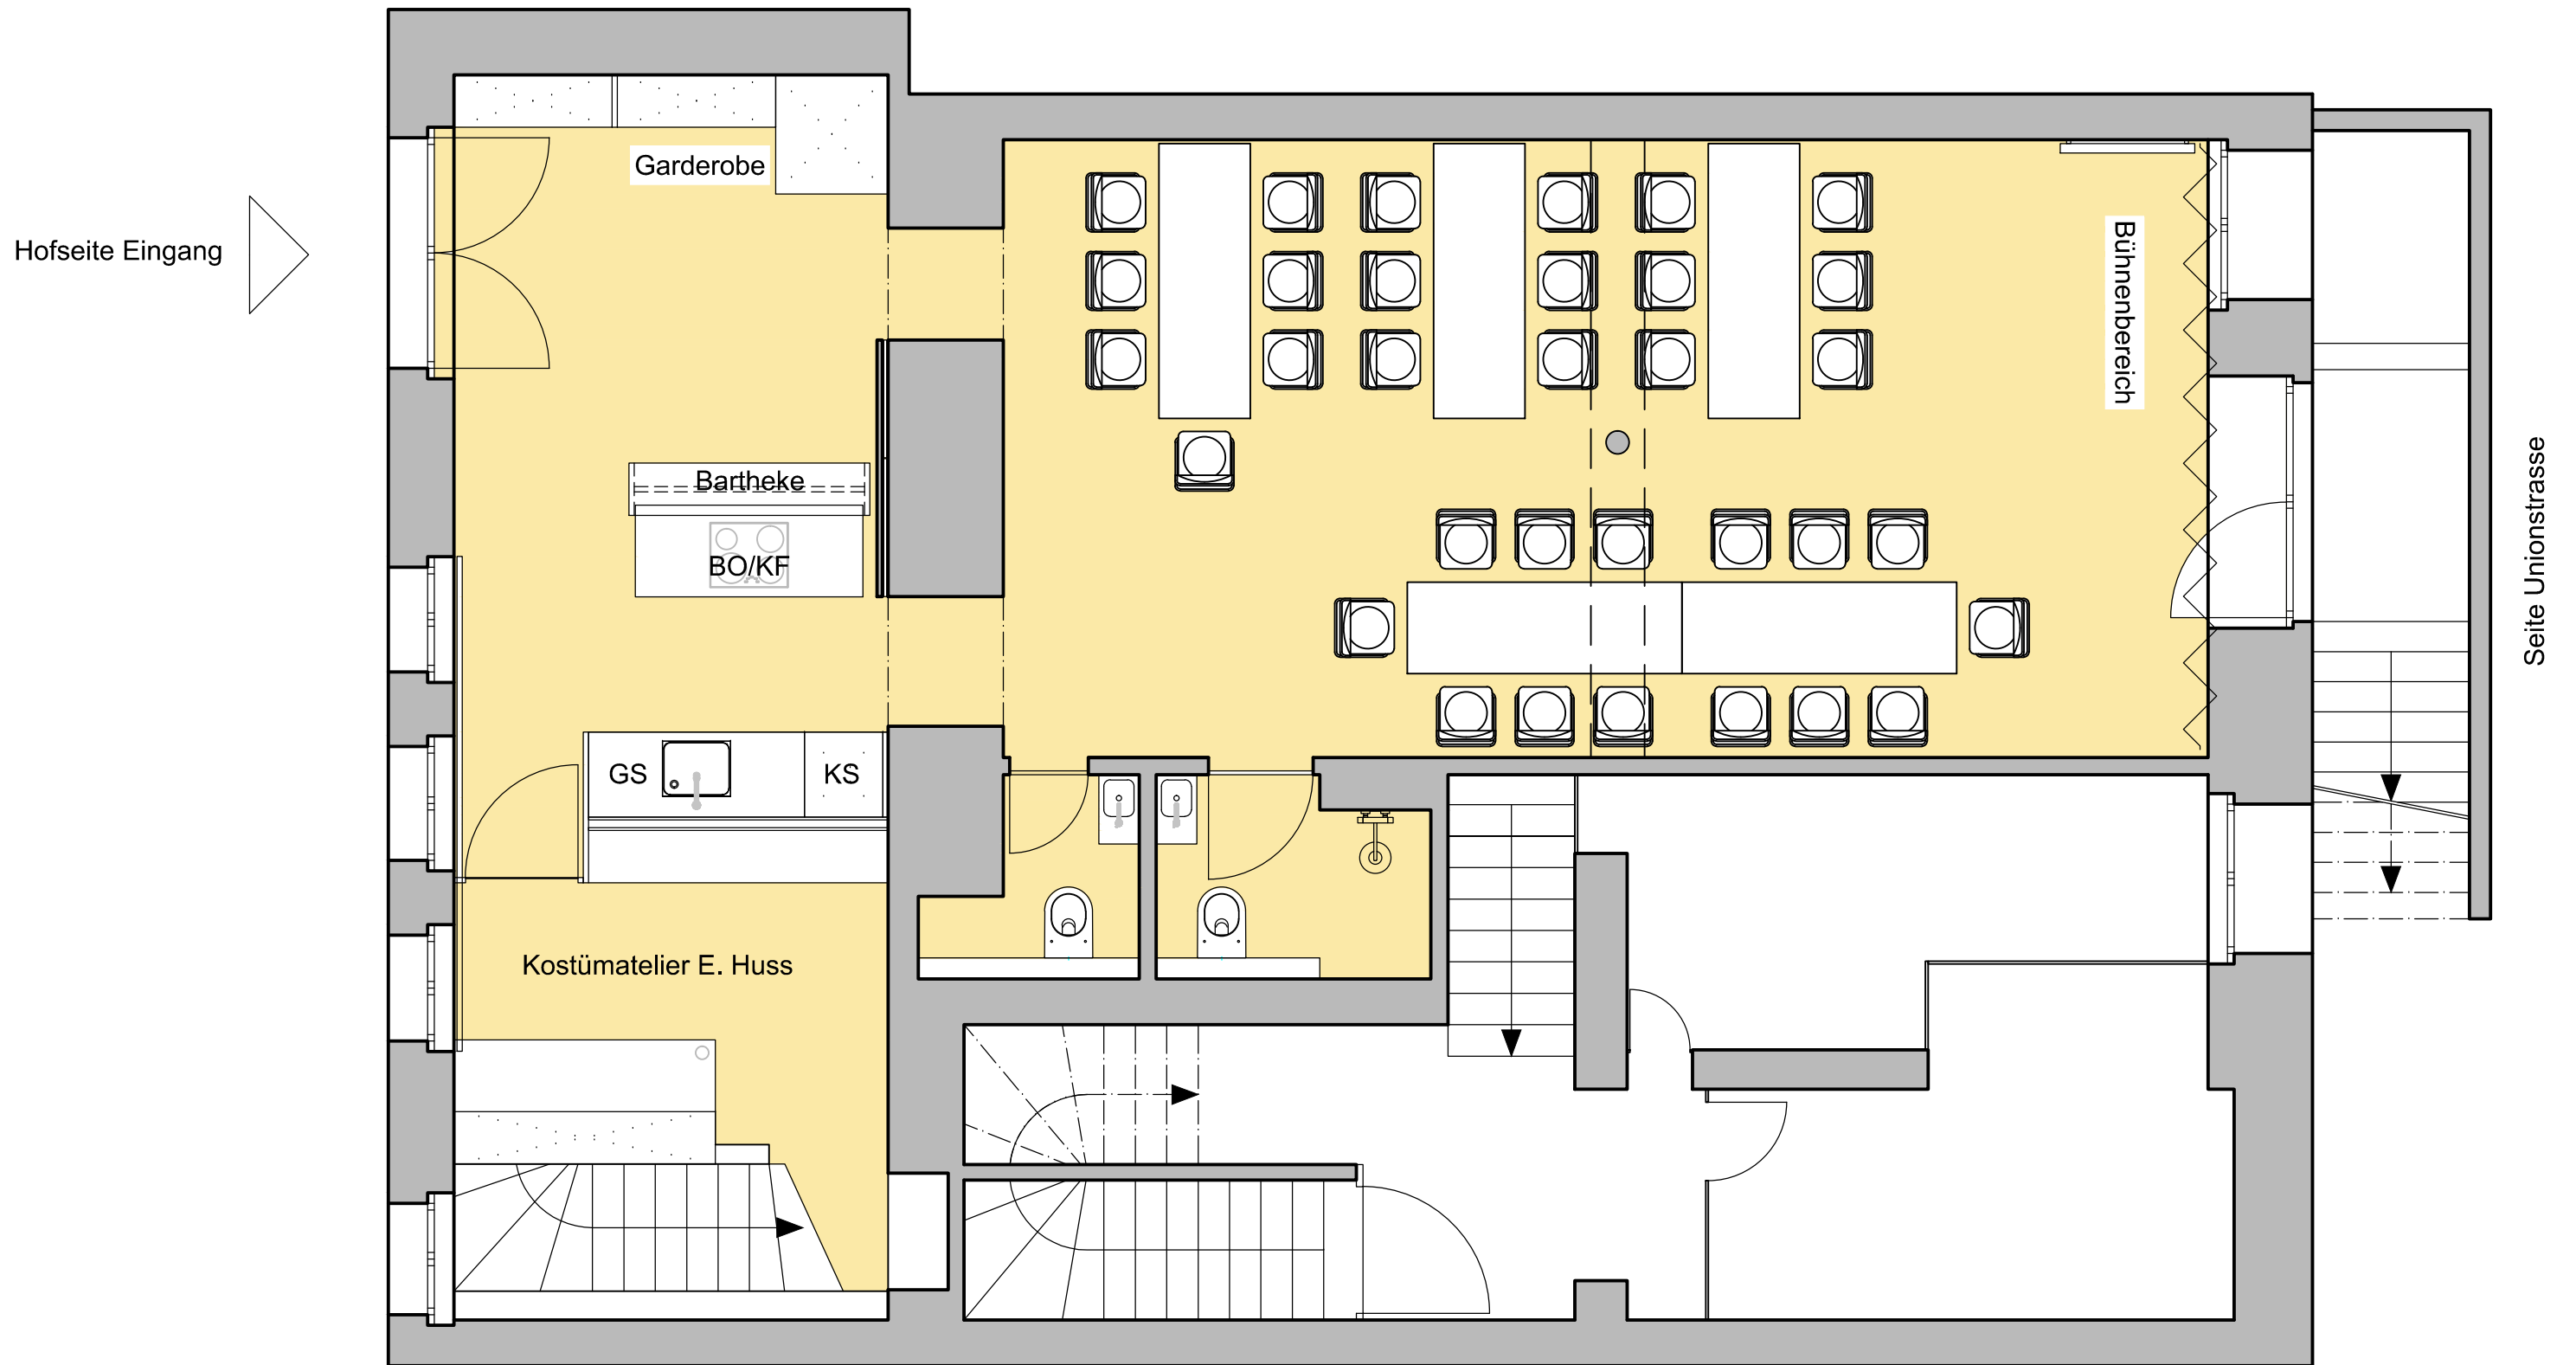 Garderobe
Hofseite Eingang
Bühnenbereich
Bartheke
BO/KF
Seite Unionstrasse
GS
KS
Kostümatelier E. Huss